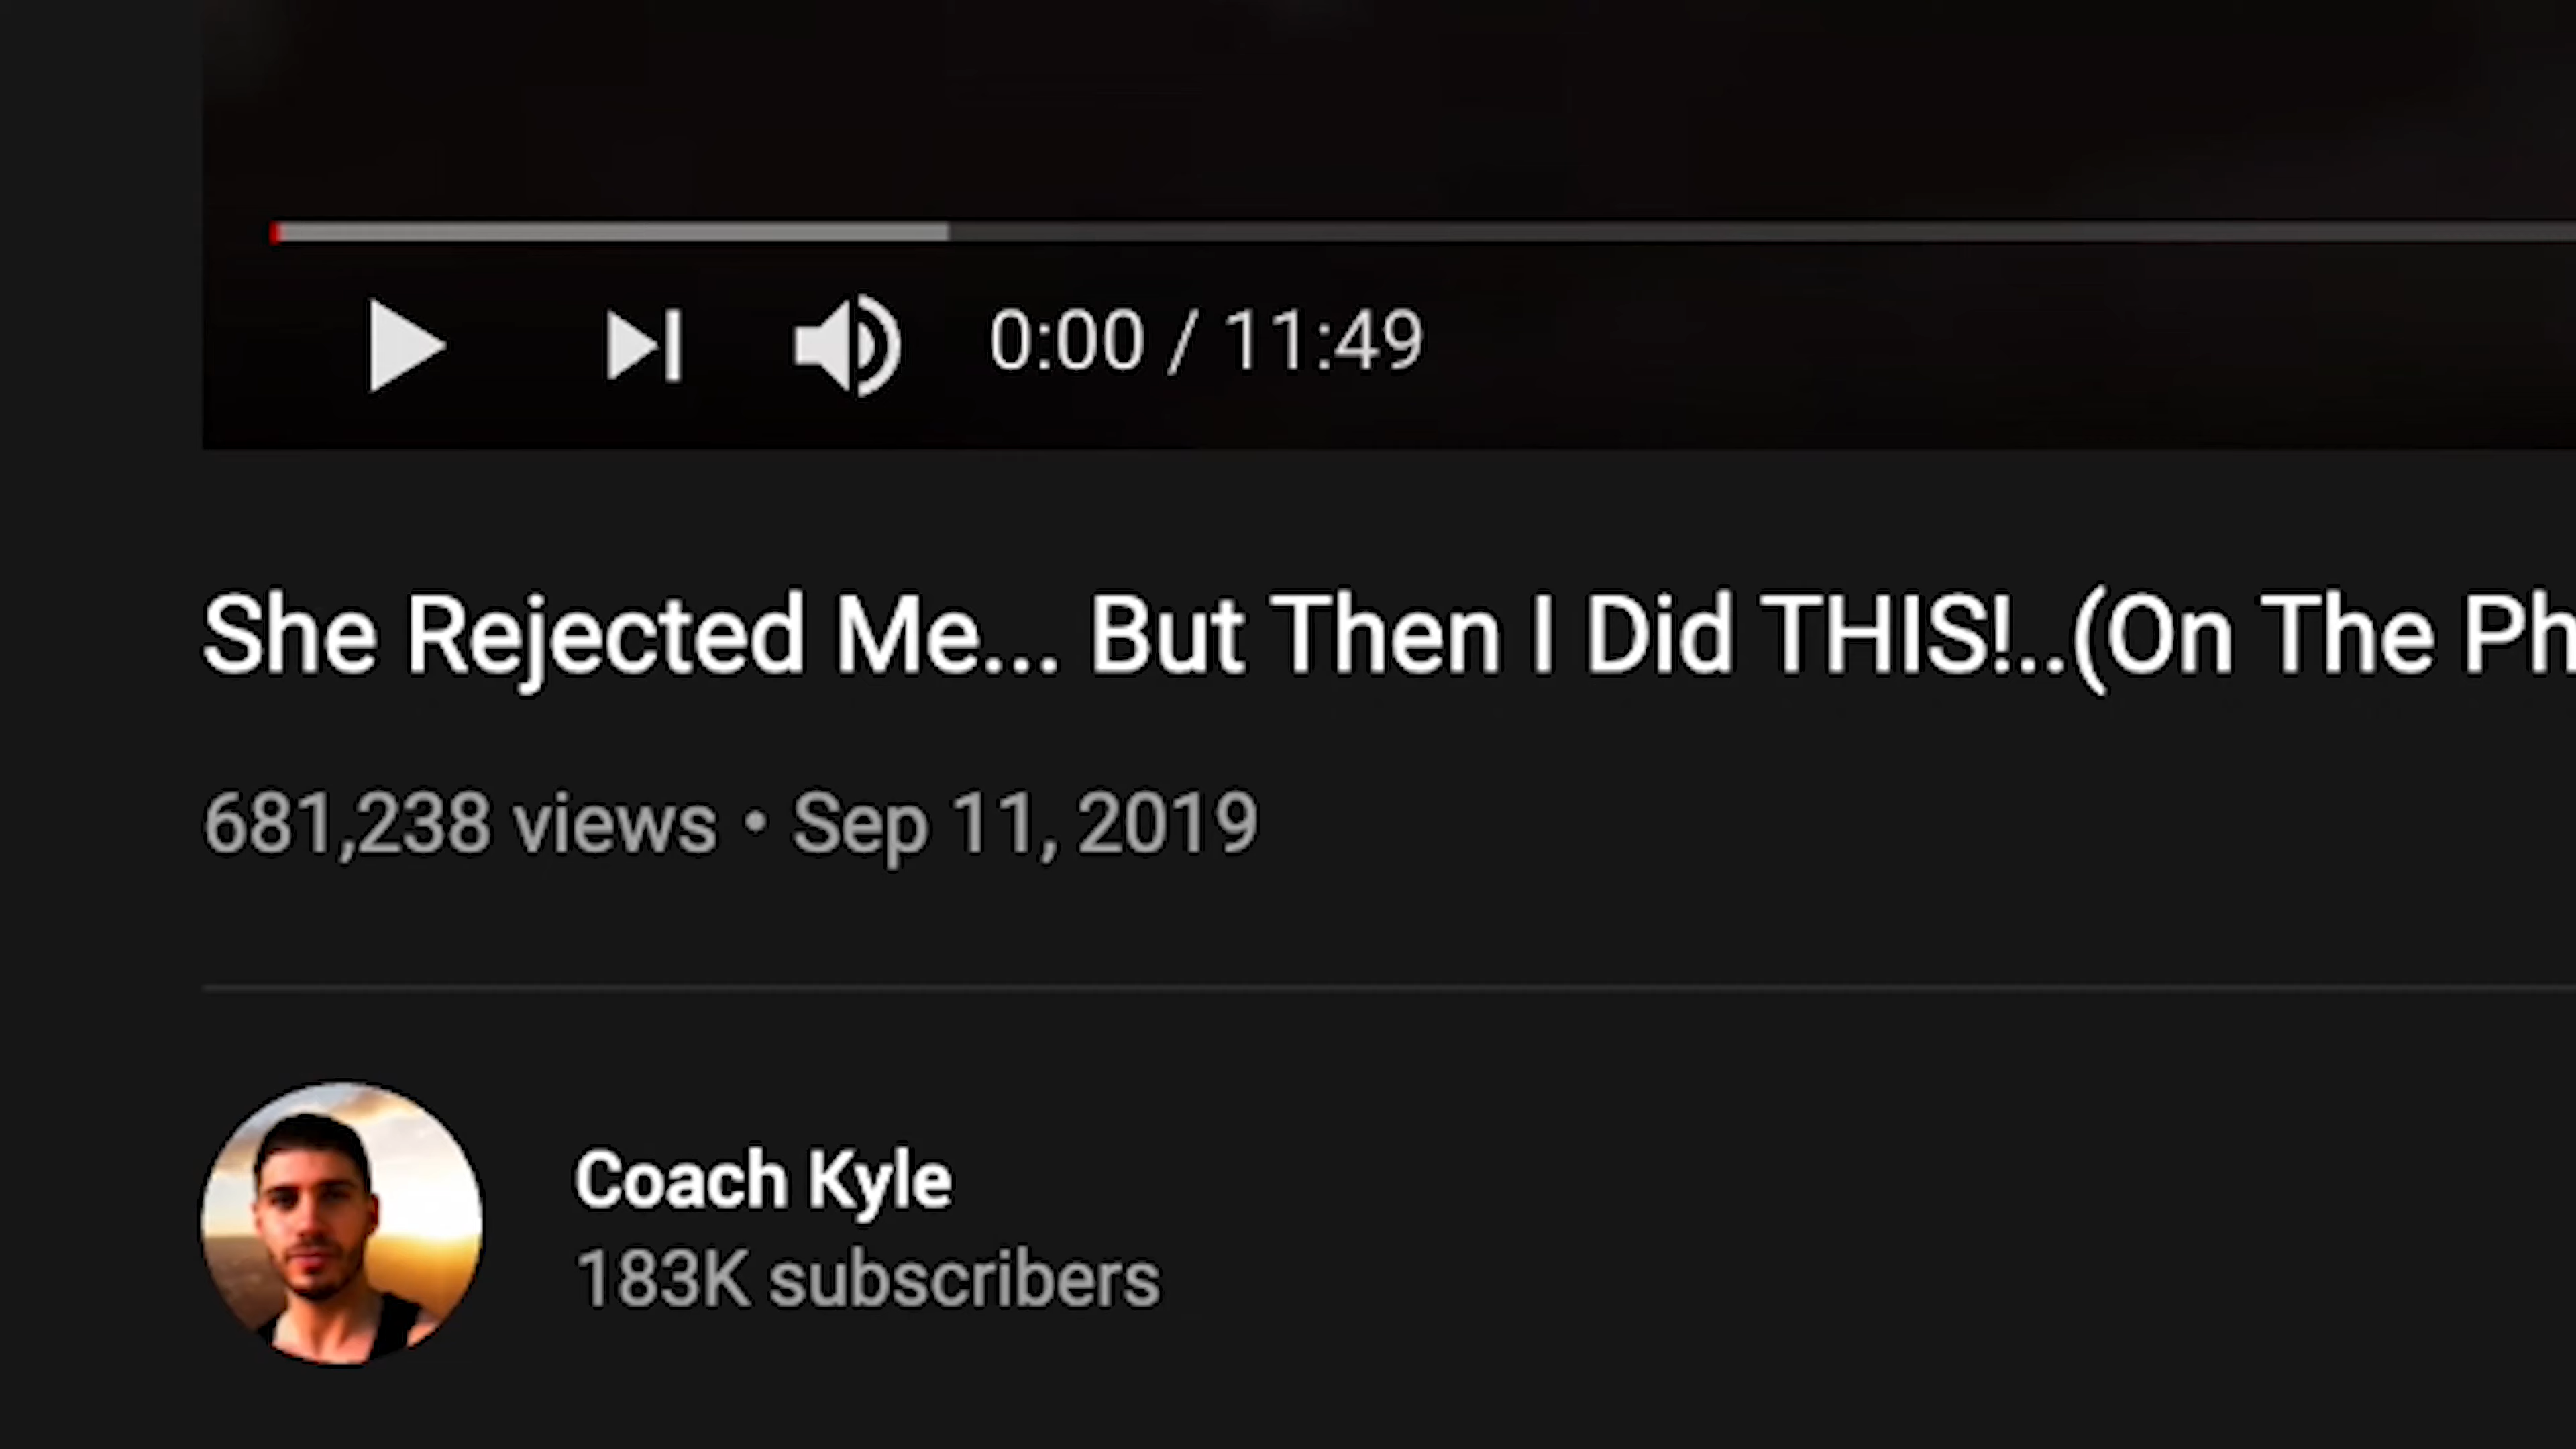 0:00 / 11:49
She Rejected Me... But Then I Did THIS!..(On The Ph
681,238 views • Sep 11, 2019
Coach Kyle
183K subscribers